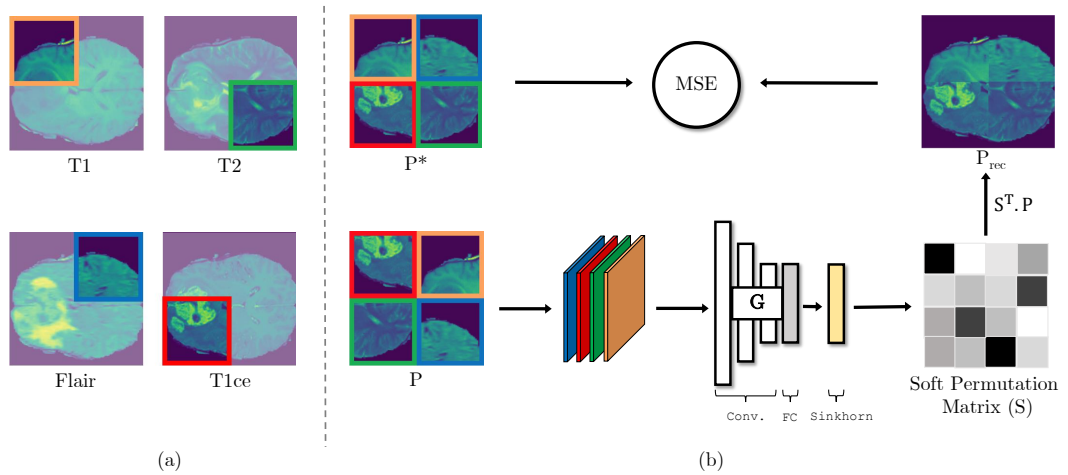 T1
T2
Flair
T1ce
(a)
P*
MSE
P_rec
S^T.P
P
G
Conv.
FC
Sinkhorn
Soft Permutation
Matrix (S)
(b)